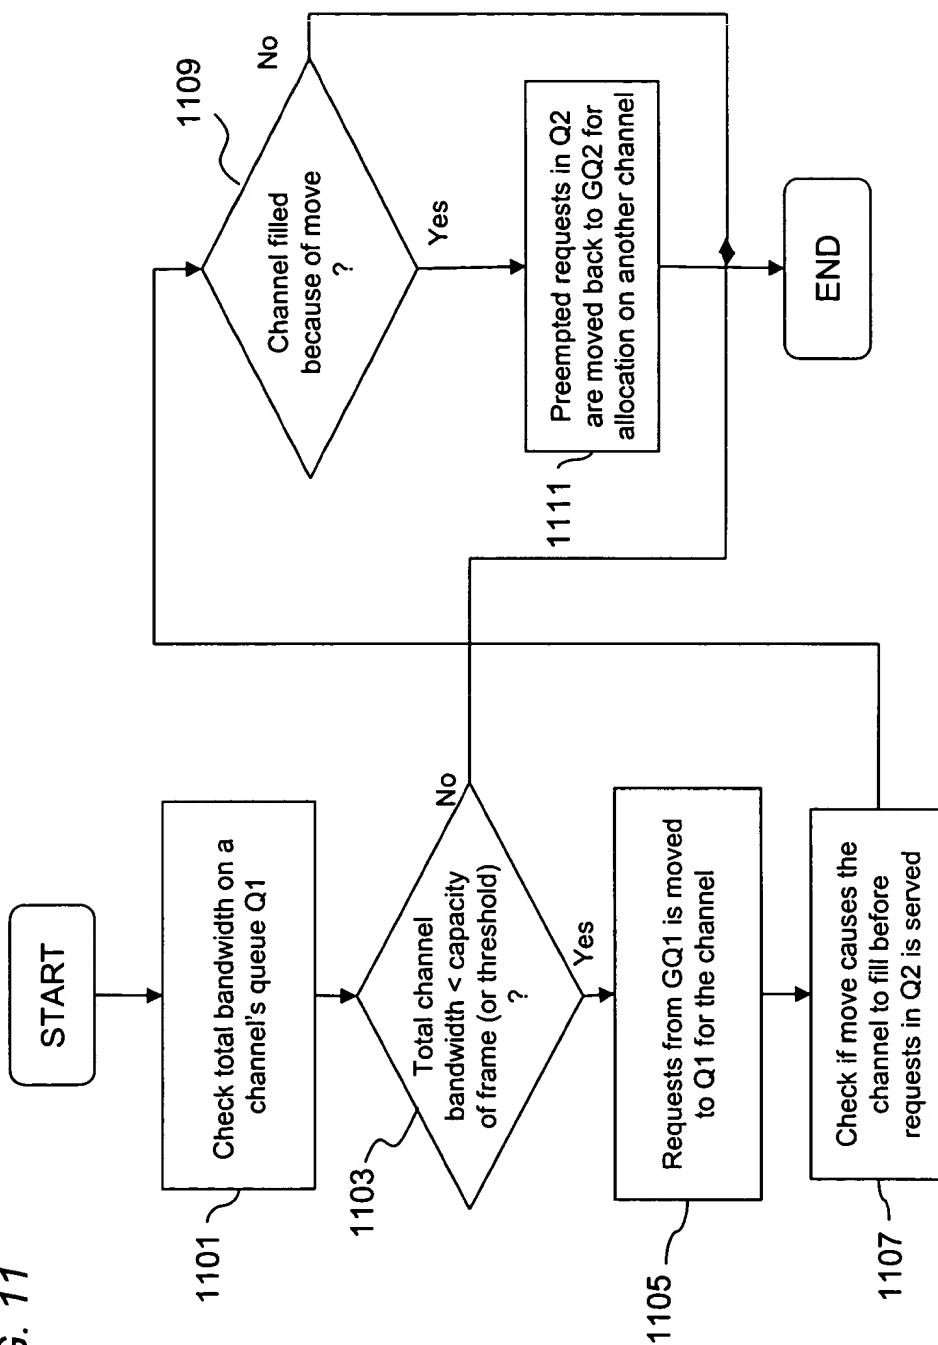 START
Check total bandwidth on a
channel's queue Q1
1101
Total channel
bandwidth < capacity
of frame (or threshold)
?
1103
No
Yes
Requests from GQ1 is moved
to Q1 for the channel
1105
Check if move causes the
channel to fill before
requests in Q2 is served
1107
Channel filled
because of move
?
1109
No
Yes
Preempted requests in Q2
are moved back to GQ2 for
allocation on another channel
1111
END
11